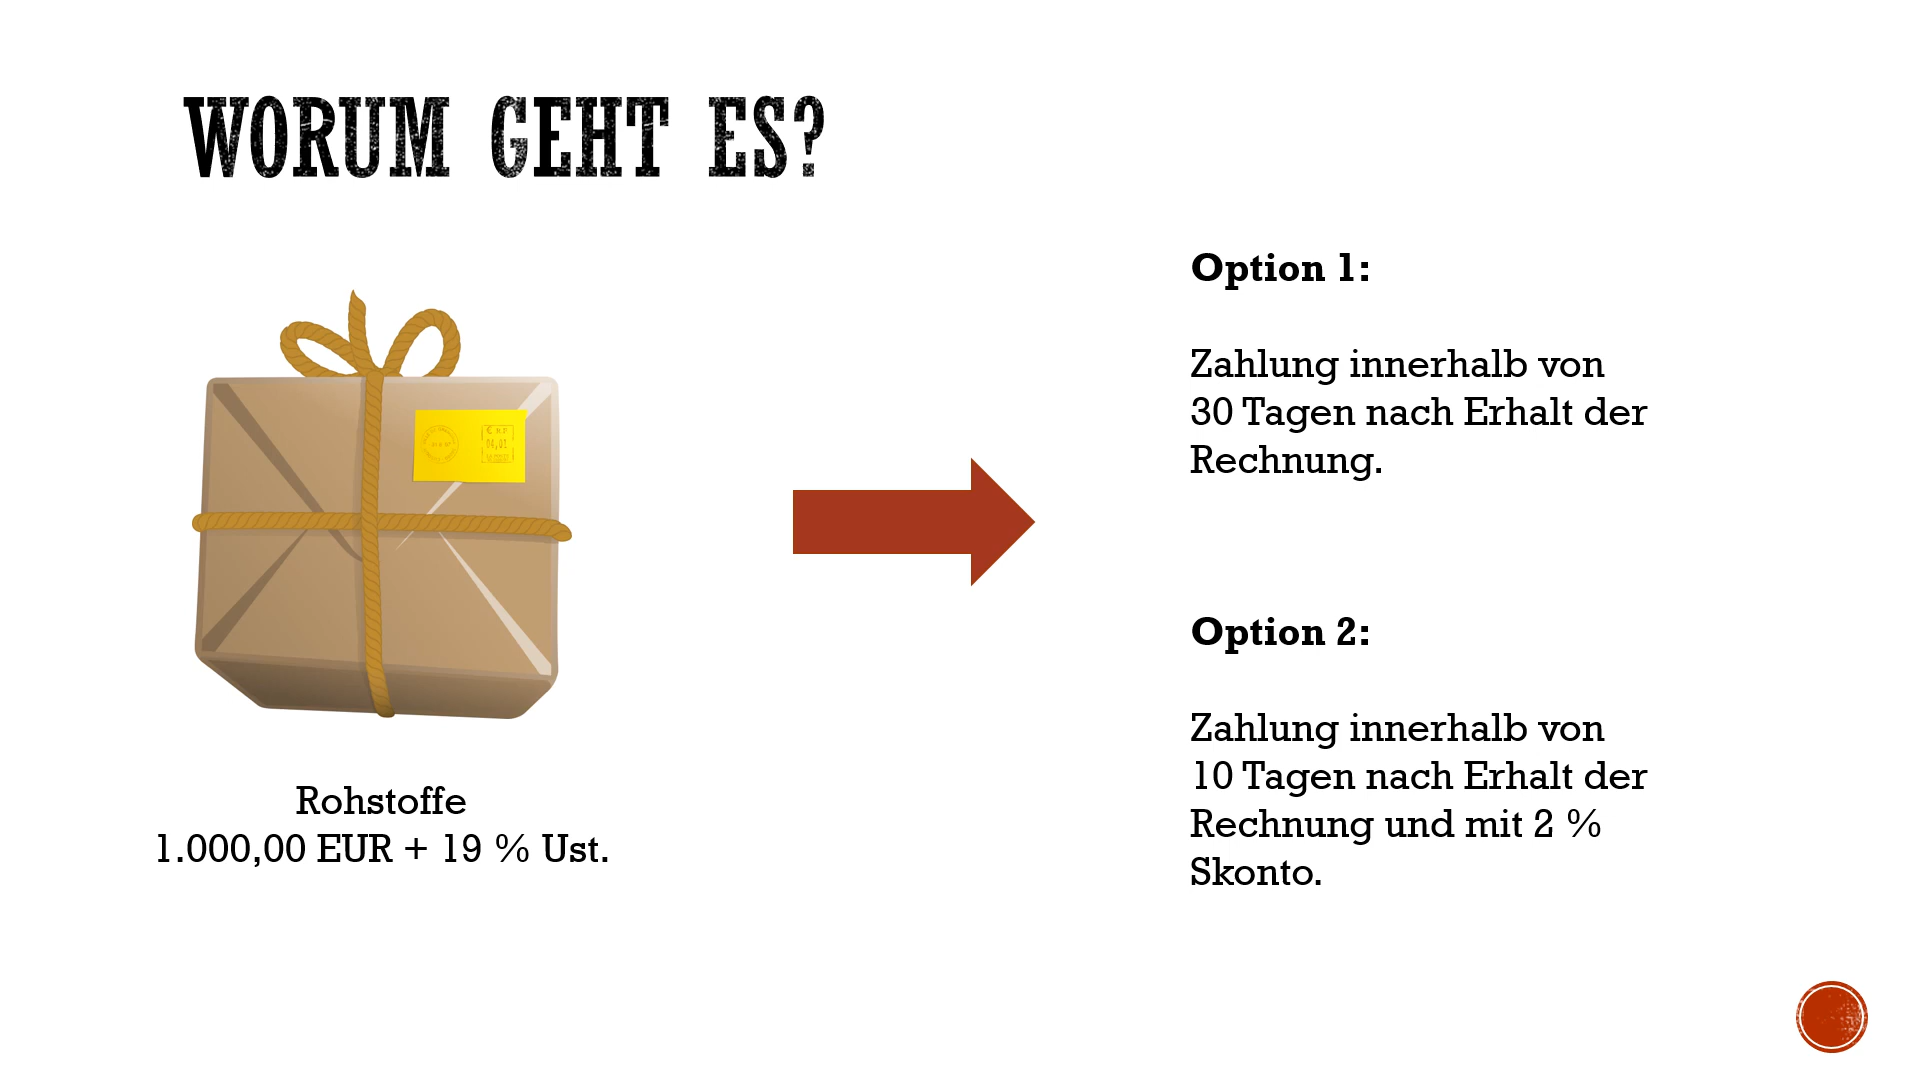 WORUM GEHT ES?
Rohstoffe
1.000,00 EUR + 19 % Ust.
Option 1:
Zahlung innerhalb von
30 Tagen nach Erhalt der
Rechnung.
Option 2:
Zahlung innerhalb von
10 Tagen nach Erhalt der
Rechnung und mit 2 %
Skonto.